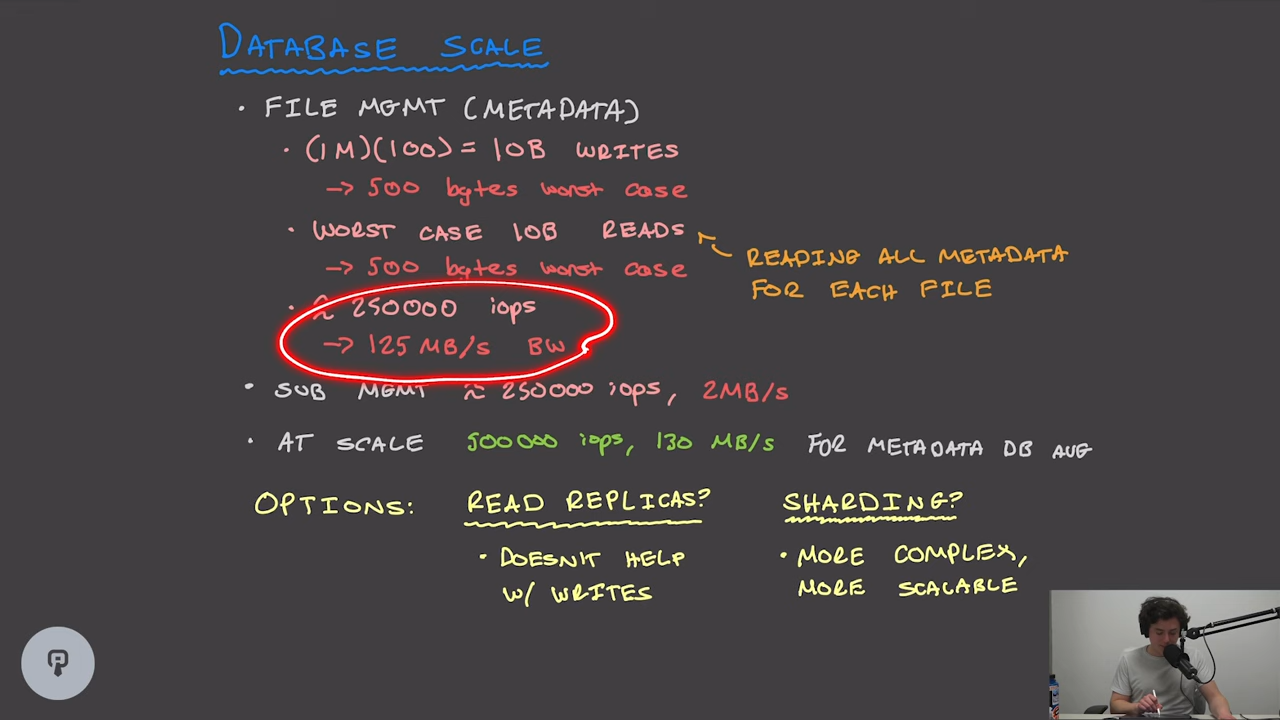 DATABASE SCALE
• FILE MGMT (METADATA)
• (1M)(100) = 10B WRITES
→ 500 bytes worst case
• WORST CASE 10B READS
→ 500 bytes worst case
READING ALL METADATA
FOR EACH FILE
• ≈ 250000 iops
→ 125 MB/s BW
• SUB MGMT ≈ 250000 iops, 2MB/s
• AT SCALE 500000 iops, 130 MB/s FOR METADATA DB AUG
OPTIONS: READ REPLICAS? SHARDING?
• DOESN'T HELP
W/ WRITES
• MORE COMPLEX,
MORE SCALABLE